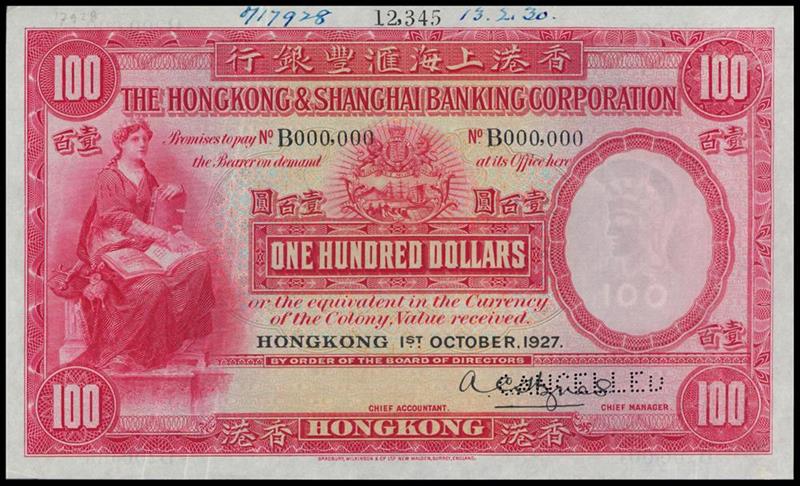 17928
B/17928 12,345 13.2.30.
行銀豐滙海上港香
100 100
THE HONGKONG & SHANGHAI BANKING CORPORATION
百壹 Promises to pay No B000,000 No B000,000 百壹
the Bearer on demand at its Office here
圓百壹 圓百壹
ONE HUNDRED DOLLARS
100
or the equivalent in the Currency
of the Colony, Value received.
百壹 百壹
HONGKONG 1ST OCTOBER, 1927.
BY ORDER OF THE BOARD OF DIRECTORS
CANCELLED
CHIEF ACCOUNTANT. CHIEF MANAGER.
100 港香 HONGKONG 港香 100
BRADBURY, WILKINSON & CO LTD NEW MALDEN, SURREY, ENGLAND.